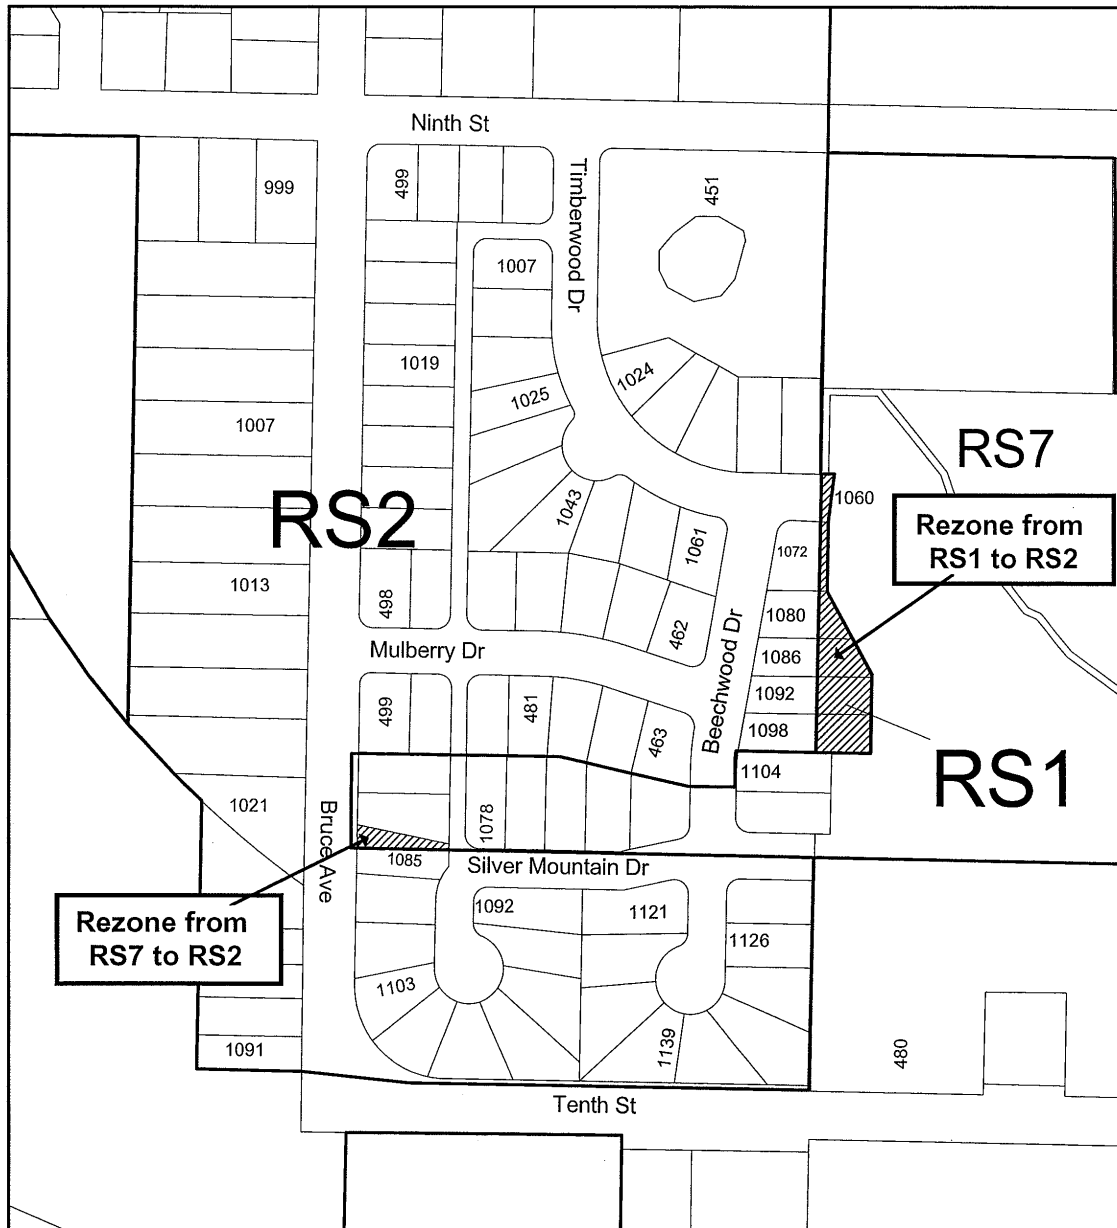 Ninth St
999
499
Timberwood Dr
451
1007
1019
1024
1025
1007
RS7
RS2
1060
1043
Rezone from
RS1 to RS2
1061
1072
1013
498
1080
462
Mulberry Dr
1086
Beechwood Dr
1092
499
481
463
1098
1104
RS1
1021
Bruce Ave
1078
1085
Silver Mountain Dr
Rezone from
RS7 to RS2
1092
1121
1126
1103
1139
1091
480
Tenth St